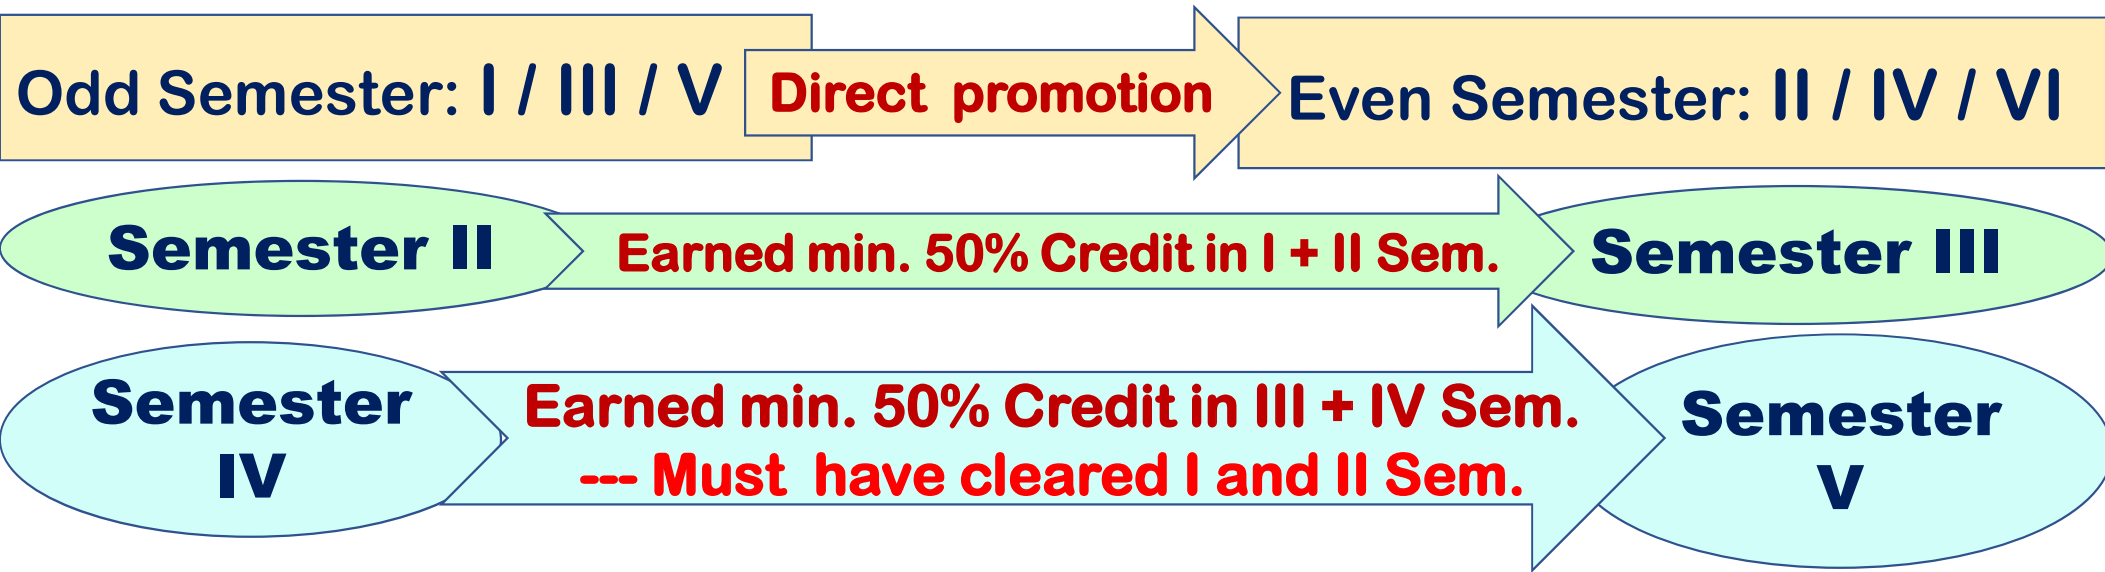 Odd Semester: I / III / V
Direct promotion
Even Semester: II / IV / VI
Semester II
Earned min. 50% Credit in I + II Sem.
Semester III
Semester
IV
Earned min. 50% Credit in III + IV Sem.
--- Must have cleared I and II Sem.
Semester
V